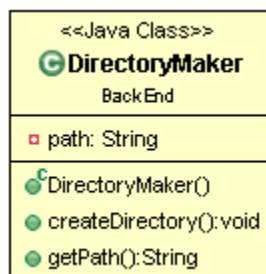 <<Java Class>>
C DirectoryMaker
BackEnd
path: String
C DirectoryMaker()
createDirectory():void
getPath():String